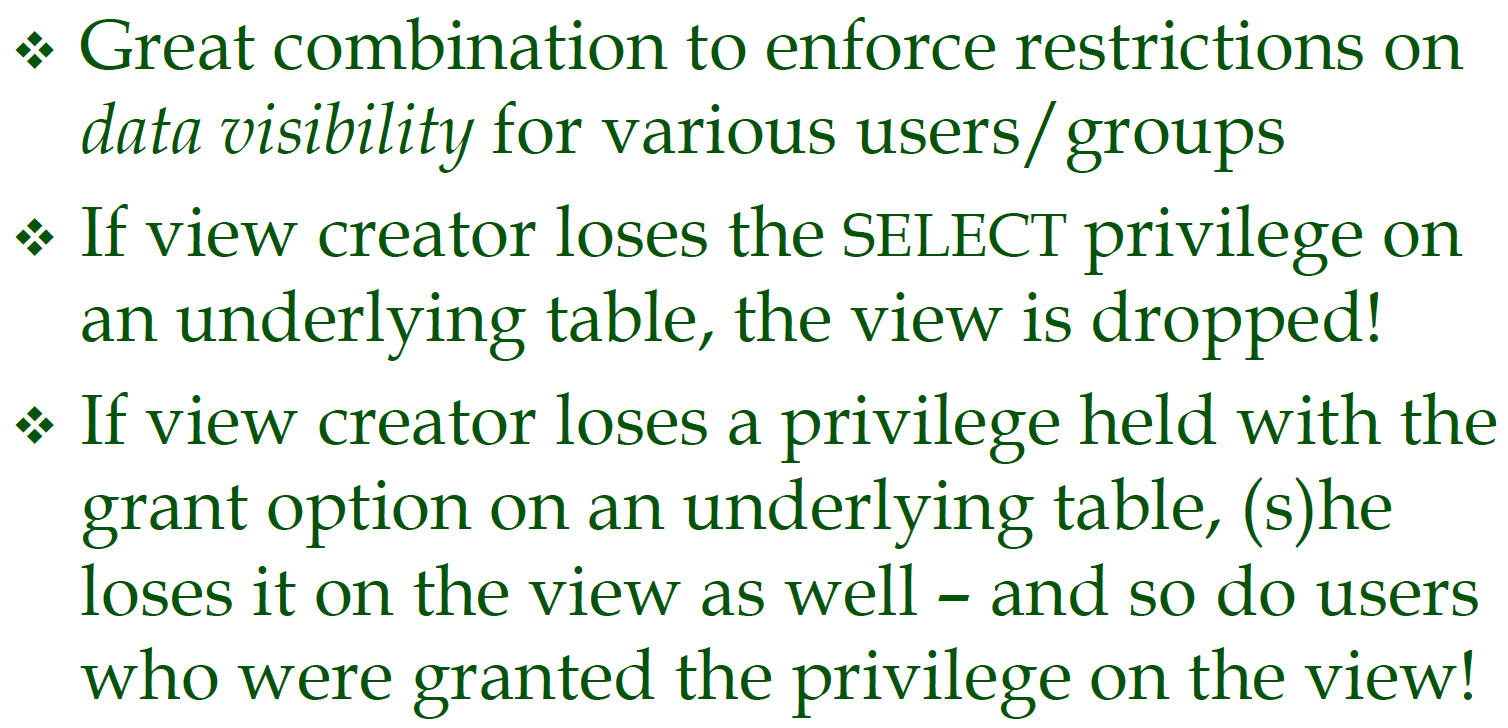 ❖ Great combination to enforce restrictions on
data visibility for various users/groups
❖ If view creator loses the SELECT privilege on
an underlying table, the view is dropped!
❖ If view creator loses a privilege held with the
grant option on an underlying table, (s)he
loses it on the view as well – and so do users
who were granted the privilege on the view!